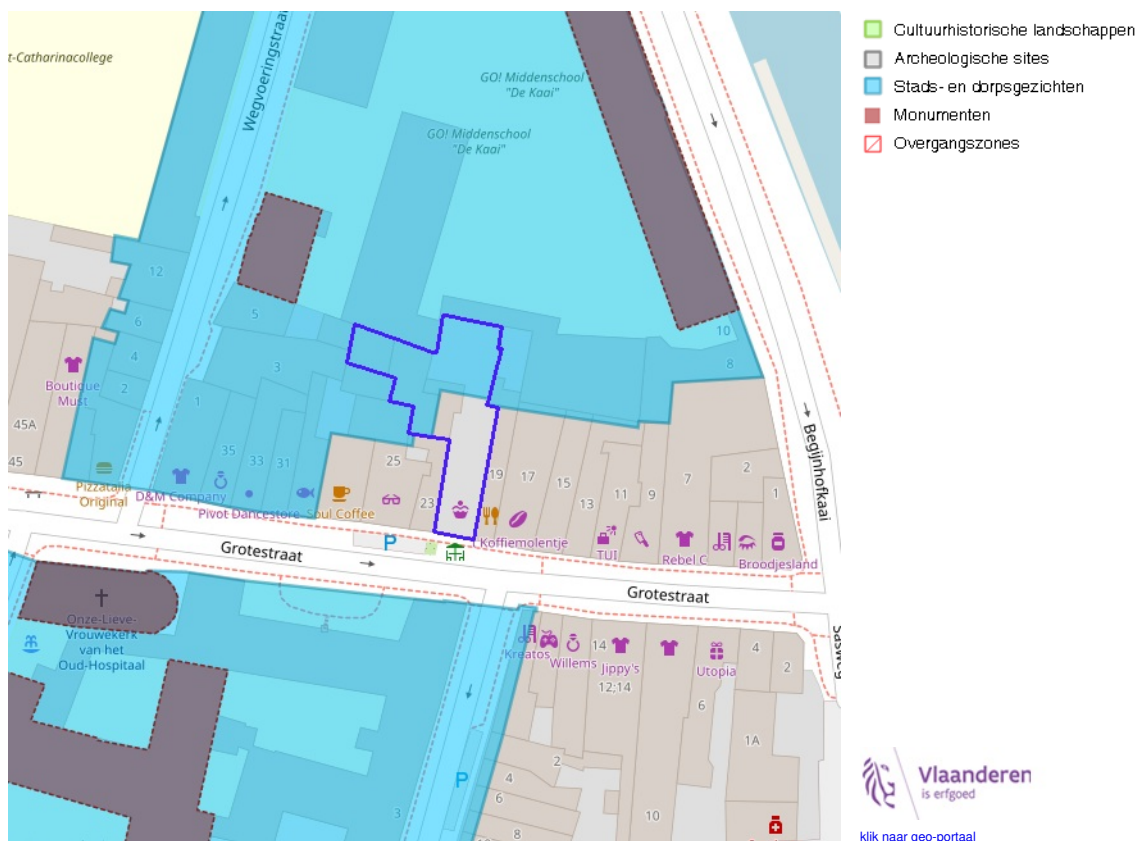 t-Catharinacollege
Wegvoeringstraat
GO! Middenschool
"De Kaai"
GO! Middenschool
"De Kaai"
12
6
4
2
5
3
1
10
8
Boutique
Must
45A
45
35
33
31
25
23
19
17
15
13
11
9
7
2
1
Pizzatalia
Original
D&M Company
Pivot Dancestore
Soul Coffee
Koffiemolentje
TUI
Rebel C
Broodjesland
Begijnhofkaai
P
Grotestraat
Grotestraat
Sasweg
Onze-Lieve-
Vrouwekerk
van het
Oud-Hospitaal
Kreatos
Willems
14
Jippy's
12;14
Utopia
4
2
6
1A
2
4
6
8
10
P
3
Cultuurhistorische landschappen
Archeologische sites
Stads- en dorpsgezichten
Monumenten
Overgangszones
Vlaanderen
is erfgoed
klik naar geo-portaal